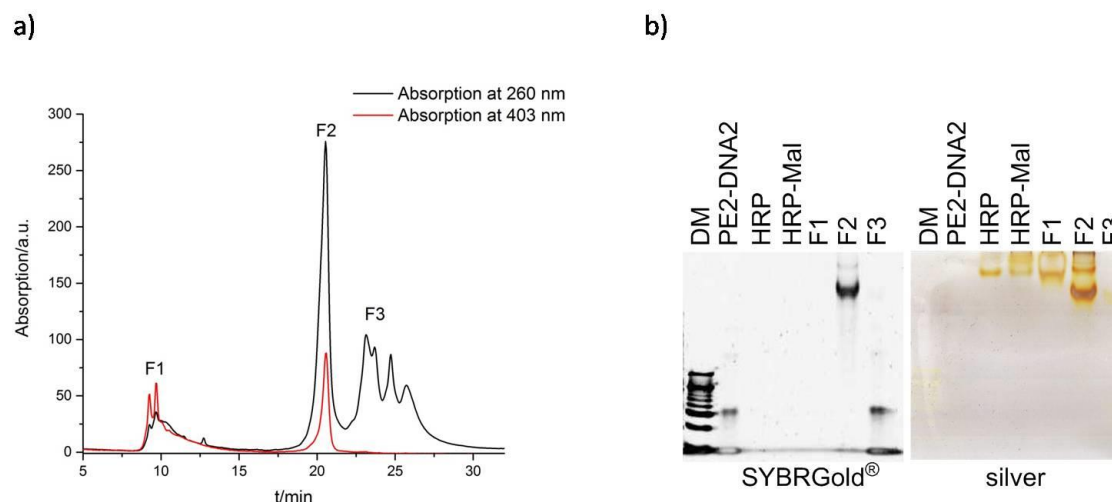 a)
Absorption at 260 nm
Absorption at 403 nm
300
250
200
150
100
50
0
Absorption/a.u.
F1
F2
F3
5
10
15
20
25
30
t/min
b)
DM
PE2-DNA2
HRP
HRP-Mal
F1
F2
F3
SYBRGold®
DM
PE2-DNA2
HRP
HRP-Mal
F1
F2
F3
silver